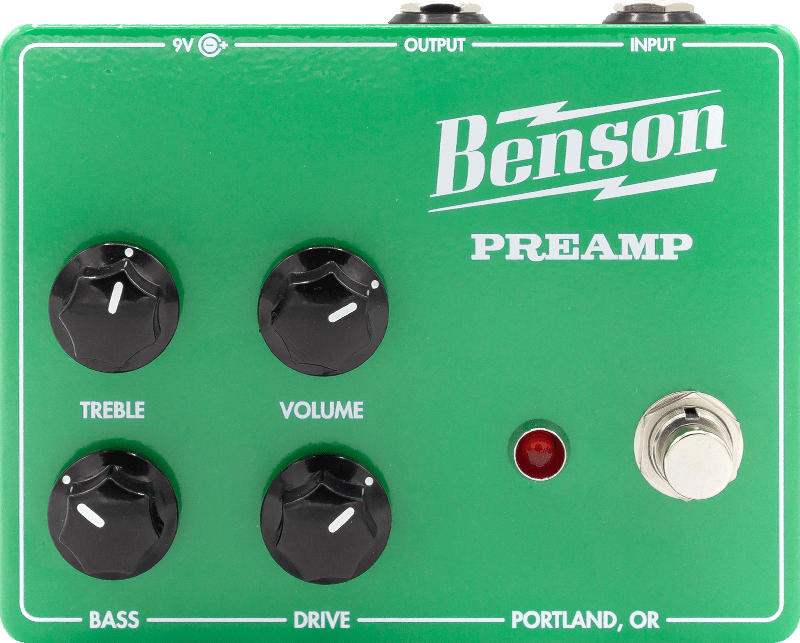 9V OUTPUT INPUT
Benson
PREAMP
TREBLE VOLUME
BASS DRIVE PORTLAND, OR